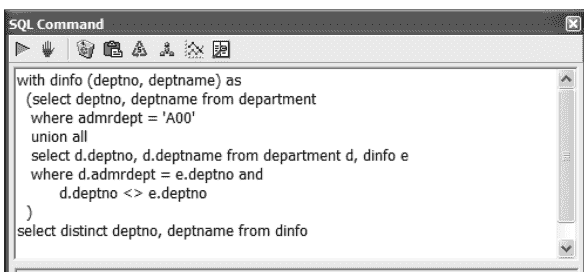 SQL Command
with dinfo (deptno, deptname) as
(select deptno, deptname from department
where admrdept = 'A00'
union all
select d.deptno, d.deptname from department d, dinfo e
where d.admrdept = e.deptno and
d.deptno <> e.deptno
)
select distinct deptno, deptname from dinfo